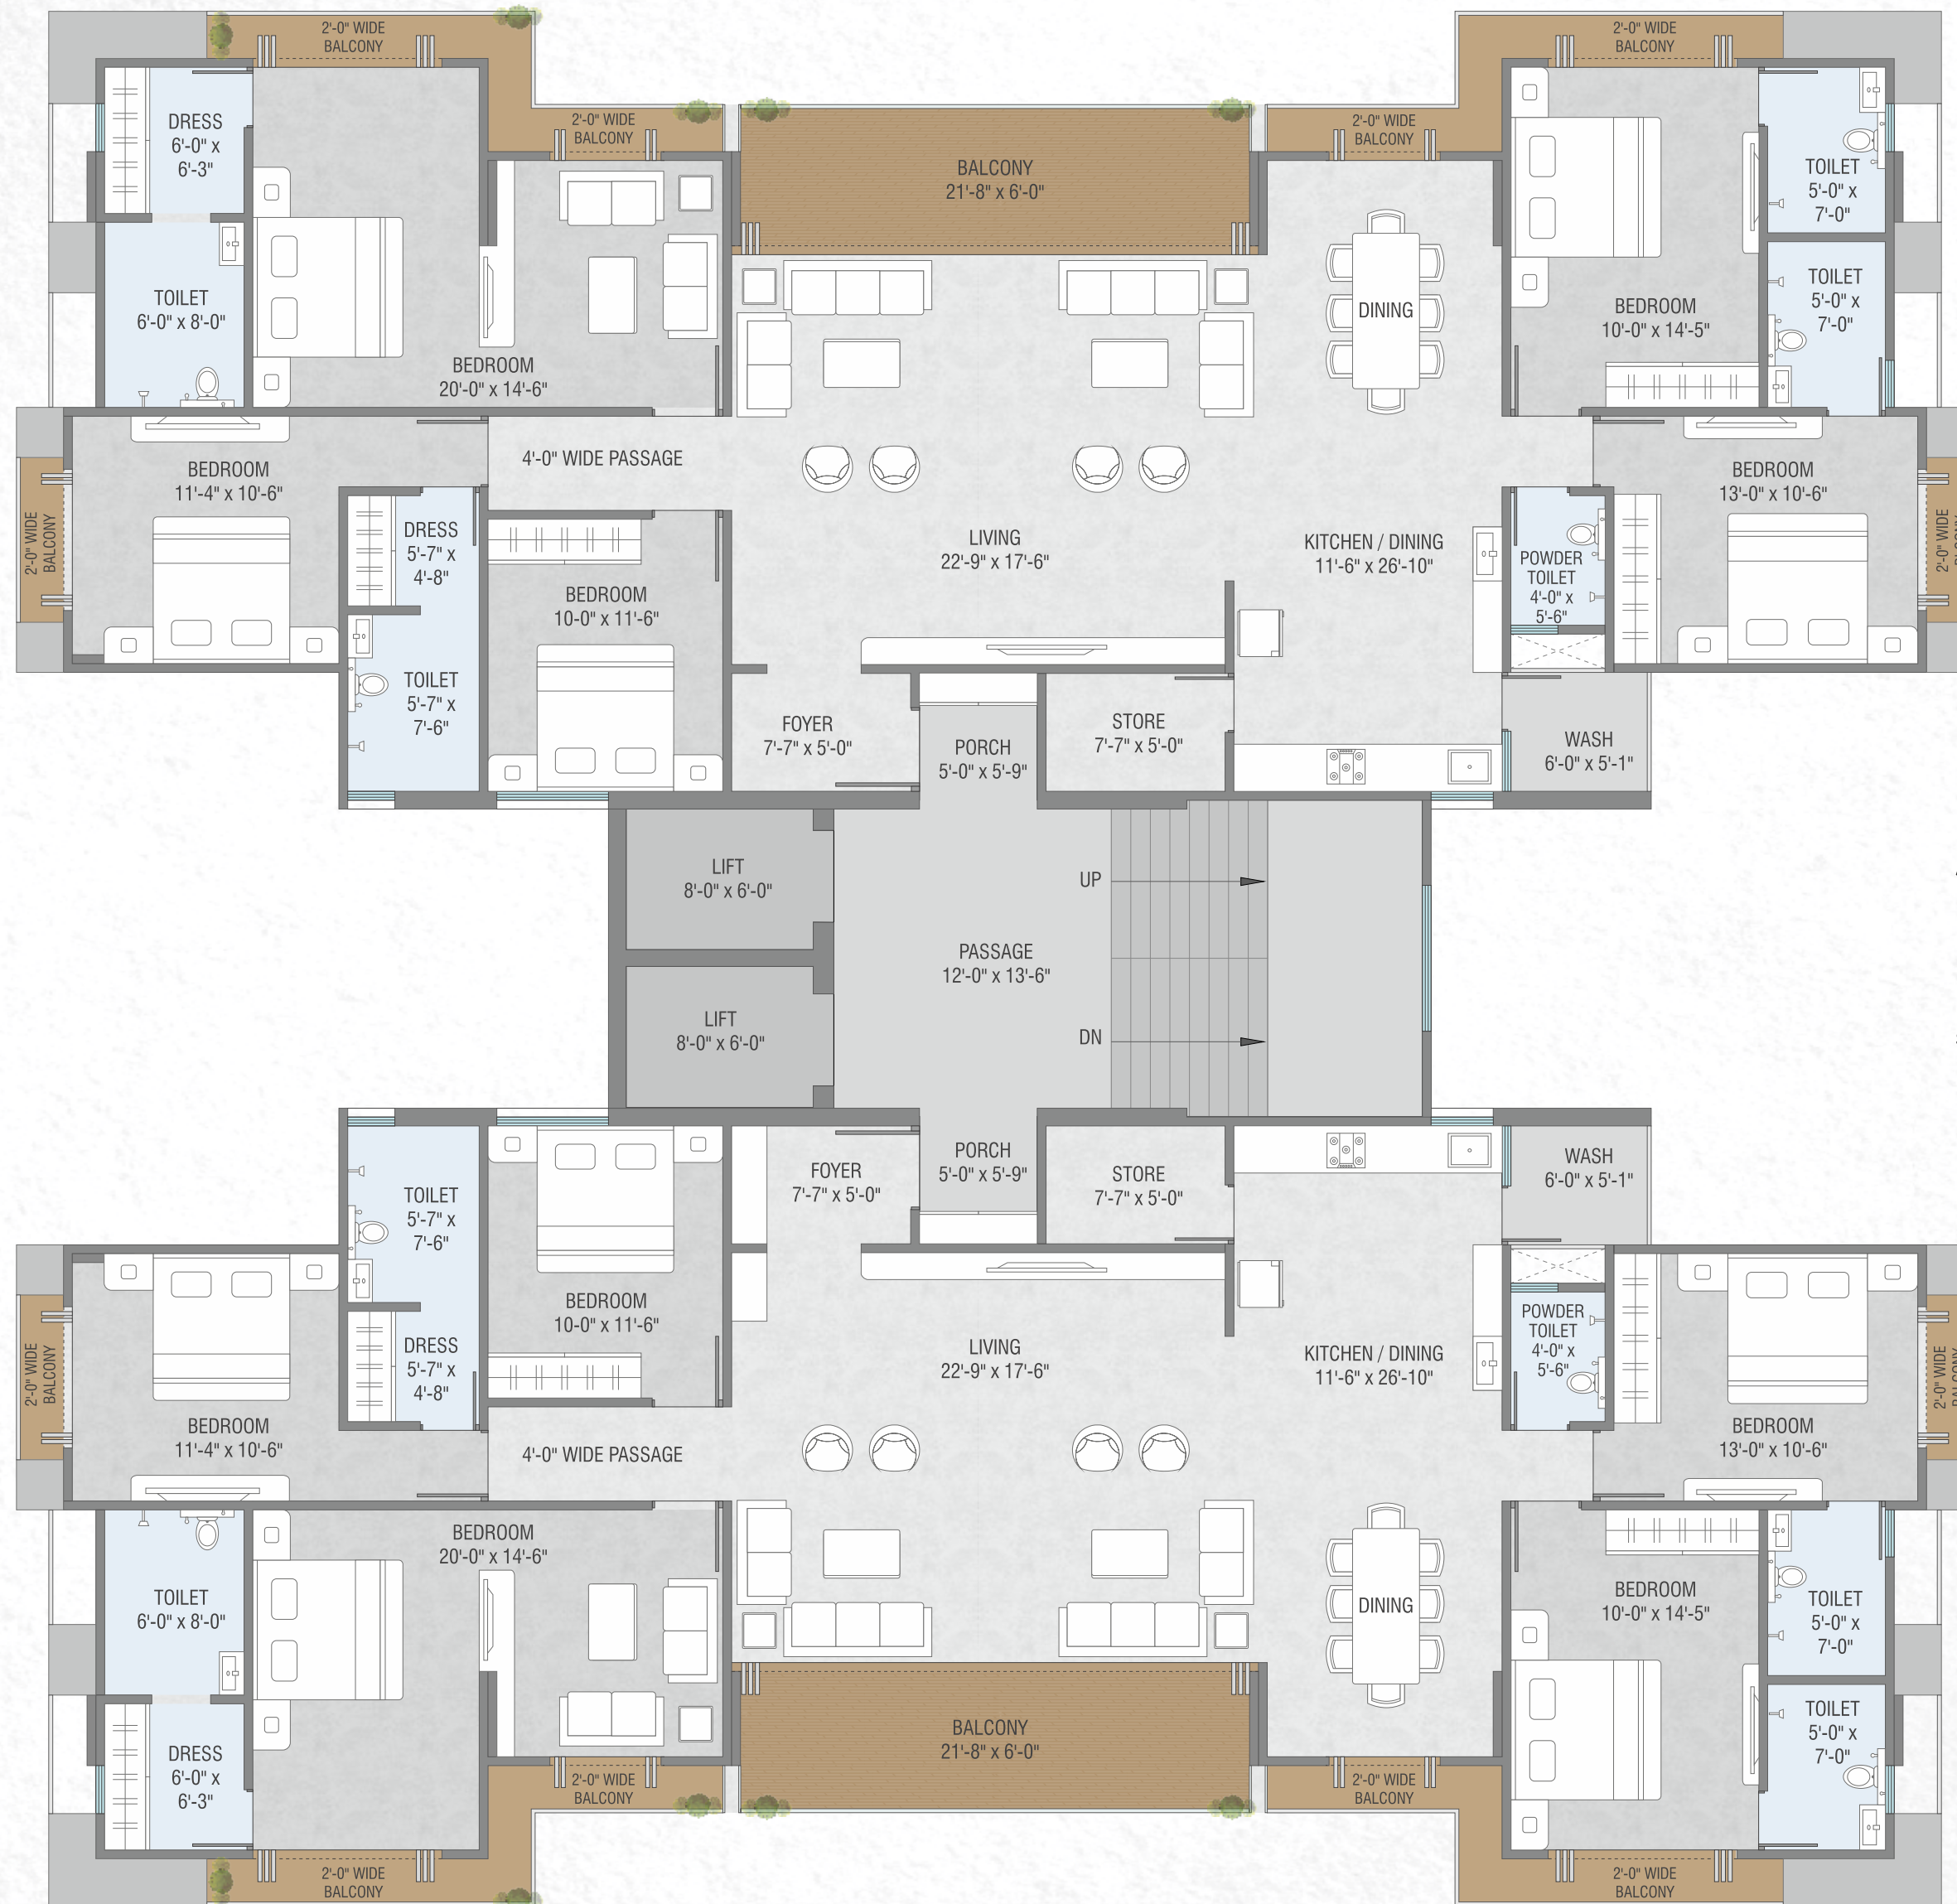 2'-0" WIDE
BALCONY
2'-0" WIDE
BALCONY
2'-0" WIDE
BALCONY
2'-0" WIDE
BALCONY
DRESS
6'-0" x
6'-3"
BALCONY
21'-8" x 6'-0"
TOILET
5'-0" x
7'-0"
TOILET
6'-0" x 8'-0"
BEDROOM
20'-0" x 14'-6"
DINING
BEDROOM
10'-0" x 14'-5"
TOILET
5'-0" x
7'-0"
2'-0" WIDE
BALCONY
BEDROOM
11'-4" x 10'-6"
4'-0" WIDE PASSAGE
BEDROOM
13'-0" x 10'-6"
2'-0" WIDE
DRESS
5'-7" x
4'-8"
LIVING
22'-9" x 17'-6"
KITCHEN / DINING
11'-6" x 26'-10"
POWDER
TOILET
4'-0" x
5'-6"
BEDROOM
10-0" x 11'-6"
TOILET
5'-7" x
7'-6"
FOYER
7'-7" x 5'-0"
PORCH
5'-0" x 5'-9"
STORE
7'-7" x 5'-0"
WASH
6'-0" x 5'-1"
LIFT
8'-0" x 6'-0"
UP
PASSAGE
12'-0" x 13'-6"
LIFT
8'-0" x 6'-0"
DN
TOILET
5'-7" x
7'-6"
FOYER
7'-7" x 5'-0"
PORCH
5'-0" x 5'-9"
STORE
7'-7" x 5'-0"
WASH
6'-0" x 5'-1"
BEDROOM
10-0" x 11'-6"
POWDER
TOILET
4'-0" x
5'-6"
DRESS
5'-7" x
4'-8"
LIVING
22'-9" x 17'-6"
KITCHEN / DINING
11'-6" x 26'-10"
2'-0" WIDE
BALCONY
BEDROOM
11'-4" x 10'-6"
4'-0" WIDE PASSAGE
BEDROOM
13'-0" x 10'-6"
2'-0" WIDE
BALCONY
BEDROOM
20'-0" x 14'-6"
TOILET
6'-0" x 8'-0"
DINING
BEDROOM
10'-0" x 14'-5"
TOILET
5'-0" x
7'-0"
DRESS
6'-0" x
6'-3"
BALCONY
21'-8" x 6'-0"
TOILET
5'-0" x
7'-0"
2'-0" WIDE
BALCONY
2'-0" WIDE
BALCONY
2'-0" WIDE
BALCONY
2'-0" WIDE
BALCONY